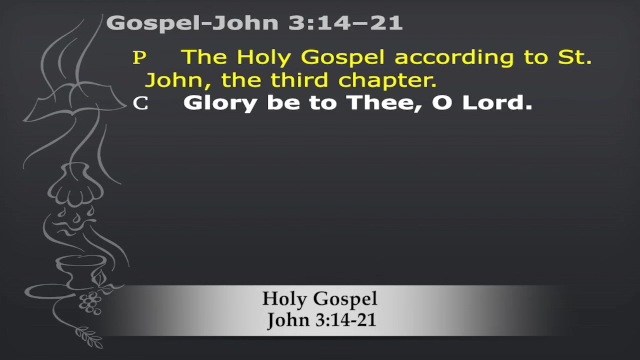 Gospel-John 3:14–21
P The Holy Gospel according to St.
John, the third chapter.
C Glory be to Thee, O Lord.
Holy Gospel
John 3:14-21